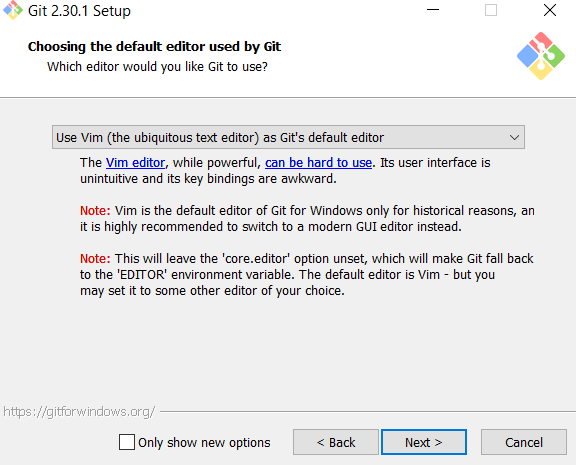 Git 2.30.1 Setup
Choosing the default editor used by Git
Which editor would you like Git to use?
Use Vim (the ubiquitous text editor) as Git's default editor
The Vim editor, while powerful, can be hard to use. Its user interface is
unintuitive and its key bindings are awkward.
Note: Vim is the default editor of Git for Windows only for historical reasons, an
it is highly recommended to switch to a modern GUI editor instead.
Note: This will leave the 'core.editor' option unset, which will make Git fall back
to the 'EDITOR' environment variable. The default editor is Vim - but you
may set it to some other editor of your choice.
https://gitforwindows.org/
Only show new options
< Back
Next >
Cancel